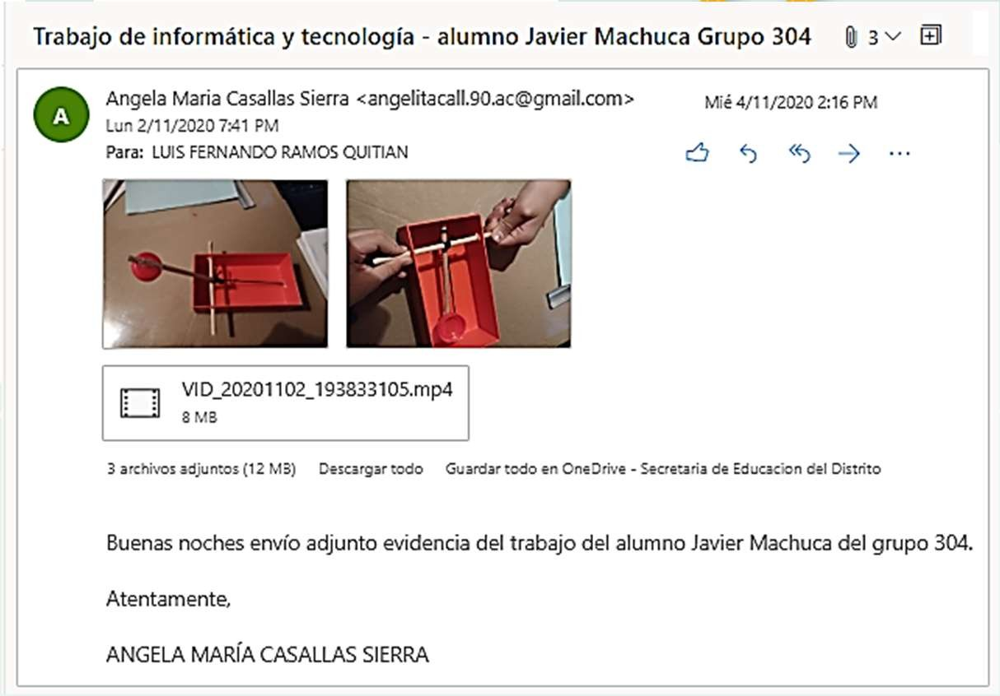 Trabajo de informática y tecnología - alumno Javier Machuca Grupo 304 3
A
Angela Maria Casallas Sierra <angelitacall.90.ac@gmail.com>
Mié 4/11/2020 2:16 PM
Lun 2/11/2020 7:41 PM
Para: LUIS FERNANDO RAMOS QUITIAN
VID_20201102_193833105.mp4
8 MB
3 archivos adjuntos (12 MB) Descargar todo Guardar todo en OneDrive - Secretaria de Educacion del Distrito
Buenas noches envío adjunto evidencia del trabajo del alumno Javier Machuca del grupo 304.
Atentamente,
ANGELA MARÍA CASALLAS SIERRA